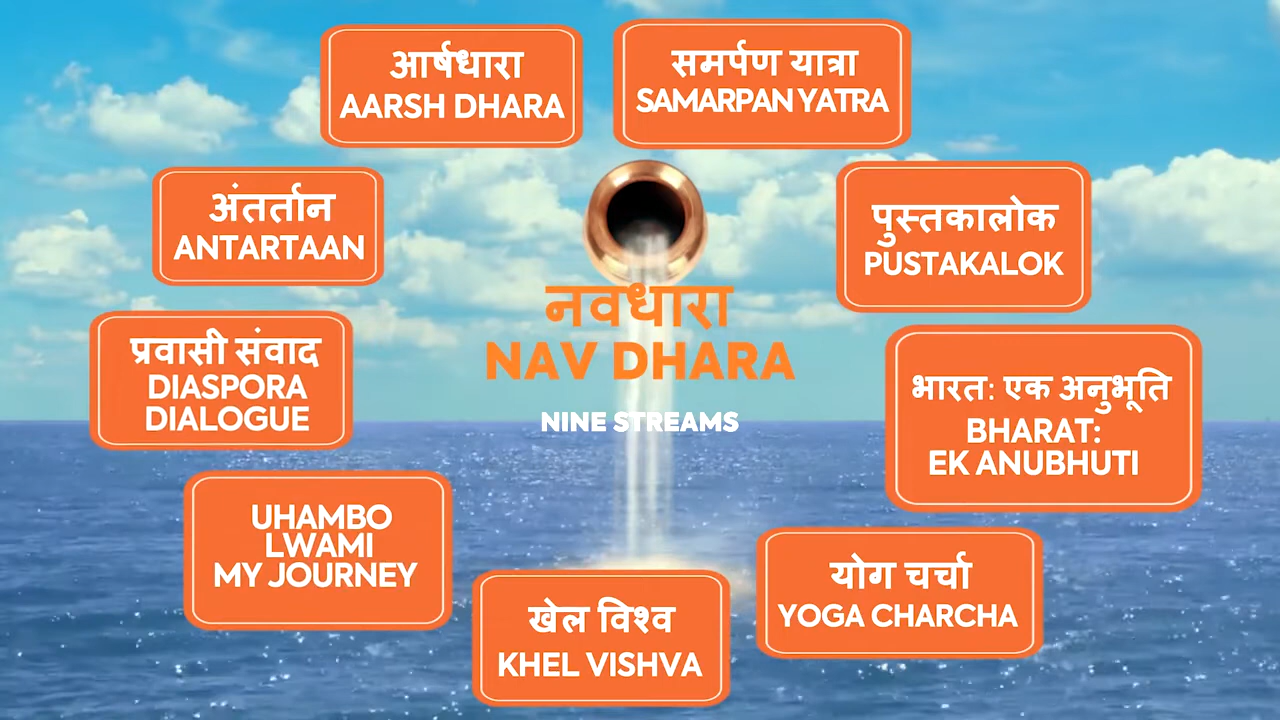 आर्षधारा
AARSH DHARA
समर्पण यात्रा
SAMARPAN YATRA
अंतर्तान
ANTARTAAN
पुस्तकालोक
PUSTAKALOK
नवधारा
NAV DHARA
NINE STREAMS
प्रवासी संवाद
DIASPORA
DIALOGUE
भारत: एक अनुभूति
BHARAT:
EK ANUBHUTI
UHAMBO
LWAMI
MY JOURNEY
योग चर्चा
YOGA CHARCHA
खेल विश्व
KHEL VISHVA